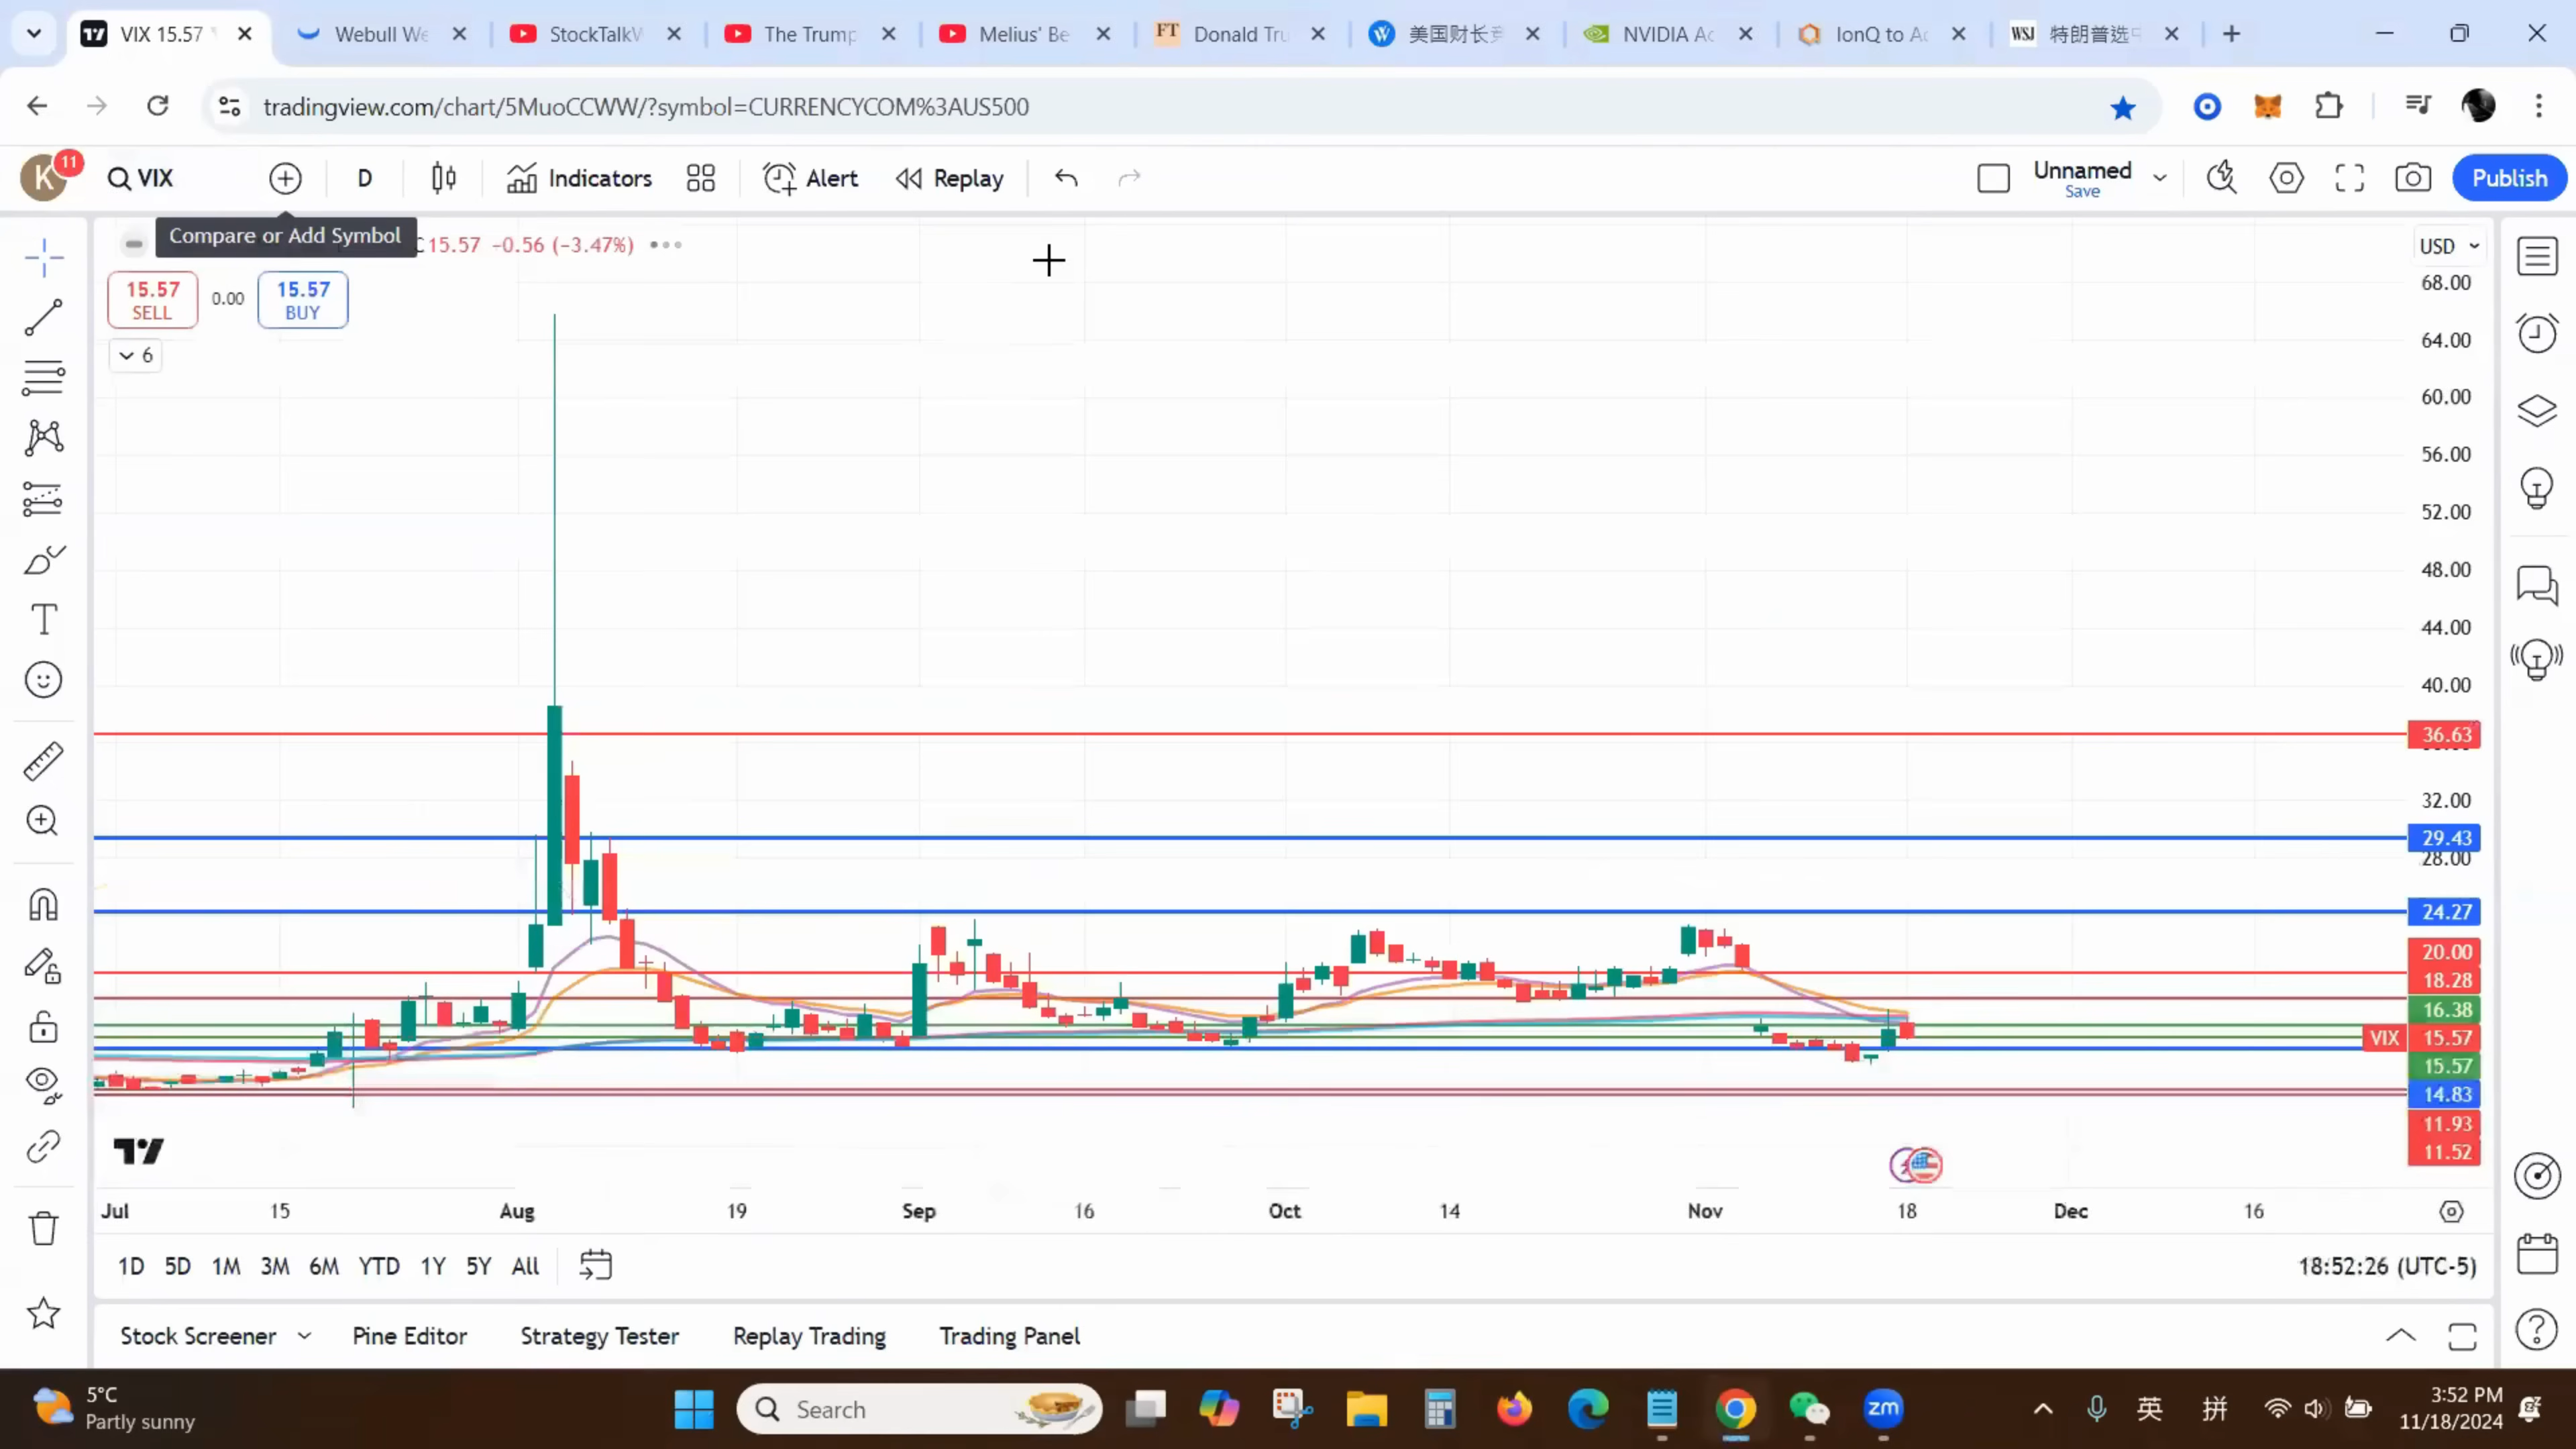 VIX 15.57
Webull We
StockTalkV
The Trump
Melius' Be
FT Donald Tru
美国财长竞
NVIDIA Ac
IonQ to Ac
WSJ 特朗普选
tradingview.com/chart/5MuoCCWW/?symbol=CURRENCYCOM%3AUS500
K 11
VIX
D
Indicators
Alert
Replay
Unnamed
Save
Publish
Compare or Add Symbol
C15.57 −0.56 (−3.47%)
USD
15.57
SELL
0.00
15.57
BUY
6
68.00
64.00
60.00
56.00
52.00
48.00
44.00
40.00
36.63
32.00
29.43
28.00
24.27
20.00
18.28
16.38
VIX 15.57
15.57
14.83
11.93
11.52
Jul 15 Aug 19 Sep 16 Oct 14 Nov 18 Dec 16
1D 5D 1M 3M 6M YTD 1Y 5Y All
18:52:26 (UTC-5)
Stock Screener
Pine Editor
Strategy Tester
Replay Trading
Trading Panel
5°C
Partly sunny
Search
zm
英
拼
3:52 PM
11/18/2024